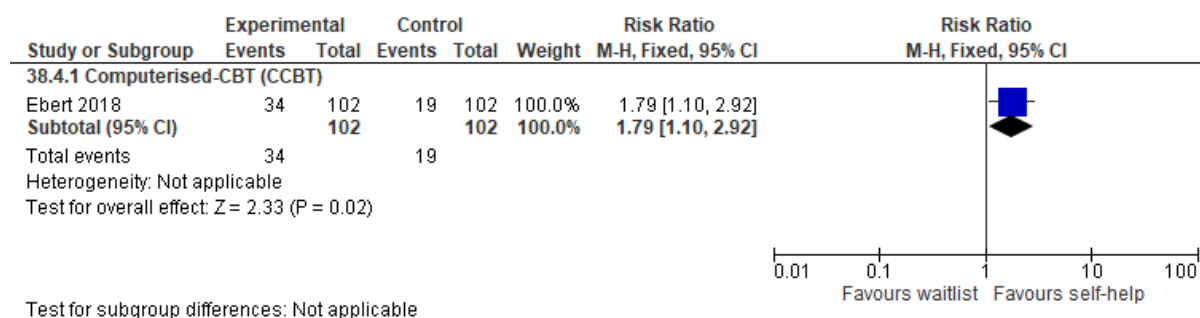 Experimental Control Risk Ratio Risk Ratio
Study or Subgroup Events Total Events Total Weight M-H, Fixed, 95% CI M-H, Fixed, 95% CI
38.4.1 Computerised-CBT (CCBT)
Ebert 2018 34 102 19 102 100.0% 1.79 [1.10, 2.92]
Subtotal (95% CI) 102 102 100.0% 1.79 [1.10, 2.92]
Total events 34 19
Heterogeneity: Not applicable
Test for overall effect: Z = 2.33 (P = 0.02)
0.01 0.1 1 10 100
Favours waitlist Favours self-help
Test for subgroup differences: Not applicable